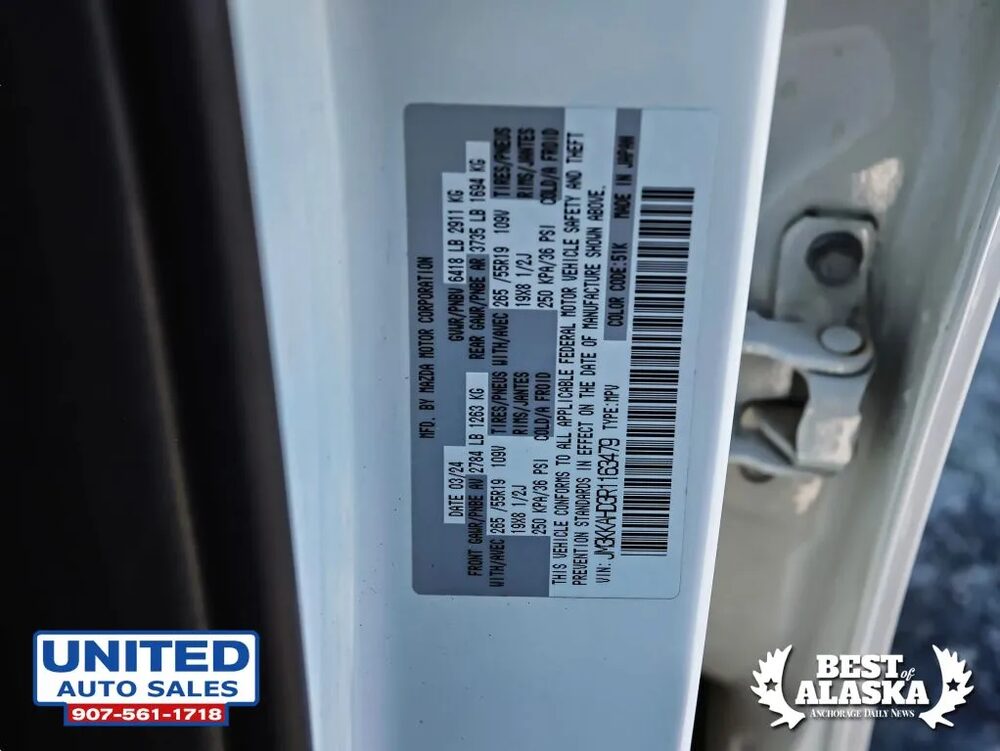 MFD. BY MAZDA MOTOR CORPORATION
DATE 03/24 GVWR/PNBV 6418 LB 2911 KG
FRONT GAWR/PNBE AV 2784 LB 1263 KG REAR GAWR/PNBE AR 3735 LB 1694 KG
WITH/AVEC 265 /55R19 109V TIRES/PNEUS WITH/AVEC 265 /55R19 109V TIRES/PNEUS
19X8 1/2J RIMS/JANTES 19X8 1/2J RIMS/JANTES
250 KPA/36 PSI COLD/A FROID 250 KPA/36 PSI COLD/A FROID
THIS VEHICLE CONFORMS TO ALL APPLICABLE FEDERAL MOTOR VEHICLE SAFETY AND THEFT
PREVENTION STANDARDS IN EFFECT ON THE DATE OF MANUFACTURE SHOWN ABOVE.
VIN: JM3KKAHD3R1163479 TYPE:MPV COLOR CODE:51K MADE IN JAPAN
UNITED
AUTO SALES
907-561-1718
BEST of
ALASKA
ANCHORAGE DAILY NEWS